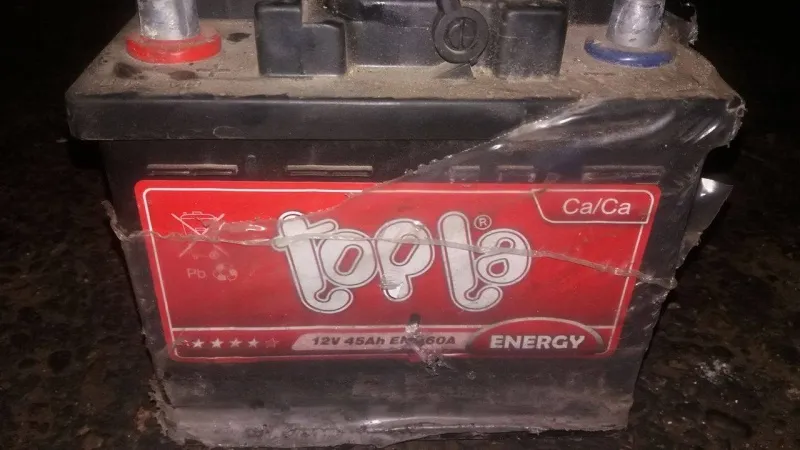 Ca/Ca
topla®
Pb
12V 45Ah
ENERGY